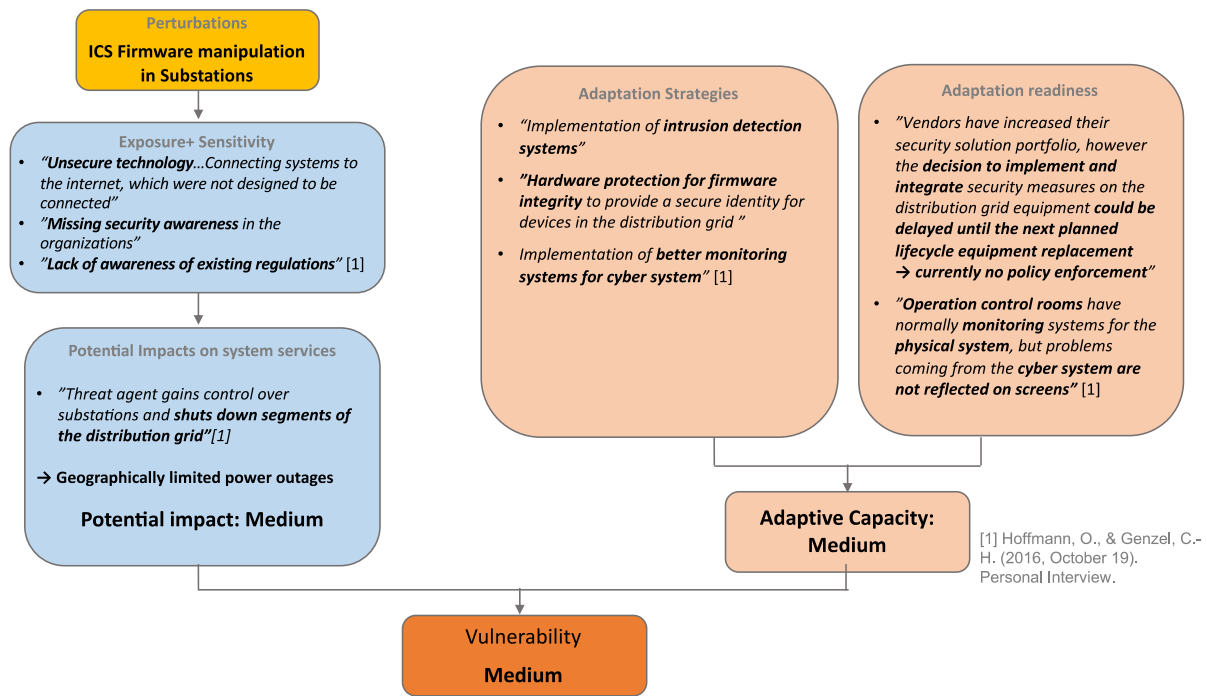 Perturbations
ICS Firmware manipulation
in Substations
Exposure+ Sensitivity
• “Unsecure technology…Connecting systems to
the internet, which were not designed to be
connected”
• ”Missing security awareness in the
organizations”
• ”Lack of awareness of existing regulations” [1]
Potential Impacts on system services
• ”Threat agent gains control over
substations and shuts down segments of
the distribution grid”[1]
→ Geographically limited power outages
Potential impact: Medium
Adaptation Strategies
• “Implementation of intrusion detection
systems”
• ”Hardware protection for firmware
integrity to provide a secure identity for
devices in the distribution grid ”
• Implementation of better monitoring
systems for cyber system” [1]
Adaptation readiness
• ”Vendors have increased their
security solution portfolio, however
the decision to implement and
integrate security measures on the
distribution grid equipment could be
delayed until the next planned
lifecycle equipment replacement
→ currently no policy enforcement”
• ”Operation control rooms have
normally monitoring systems for the
physical system, but problems
coming from the cyber system are
not reflected on screens” [1]
Adaptive Capacity:
Medium
[1] Hoffmann, O., & Genzel, C.-
H. (2016, October 19).
Personal Interview.
Vulnerability
Medium